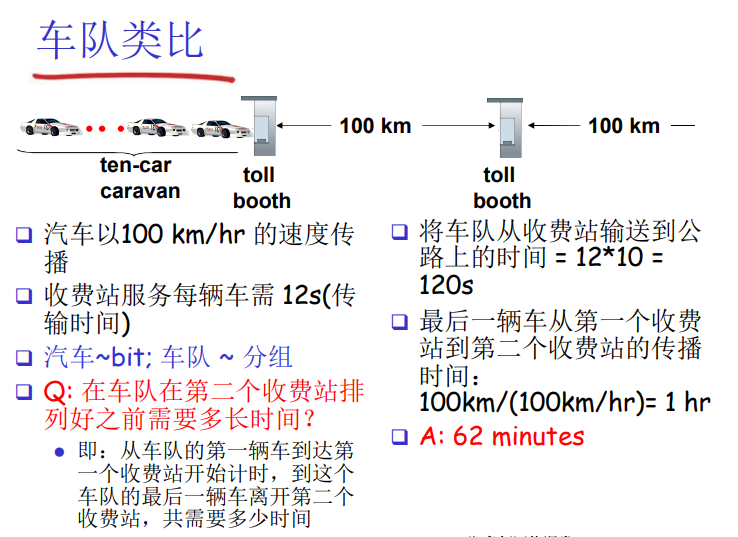 车队类比
100 km
100 km
ten-car
caravan
toll
booth
toll
booth
汽车以100 km/hr 的速度传
播
收费站服务每辆车需 12s(传
输时间)
汽车~bit; 车队 ~ 分组
Q: 在车队在第二个收费站排
列好之前需要多长时间？
即：从车队的第一辆车到达第
一个收费站开始计时，到这个
车队的最后一辆车离开第二个
收费站，共需要多少时间
将车队从收费站输送到公
路上的时间 = 12*10 =
120s
最后一辆车从第一个收费
站到第二个收费站的传播
时间：
100km/(100km/hr)= 1 hr
A: 62 minutes